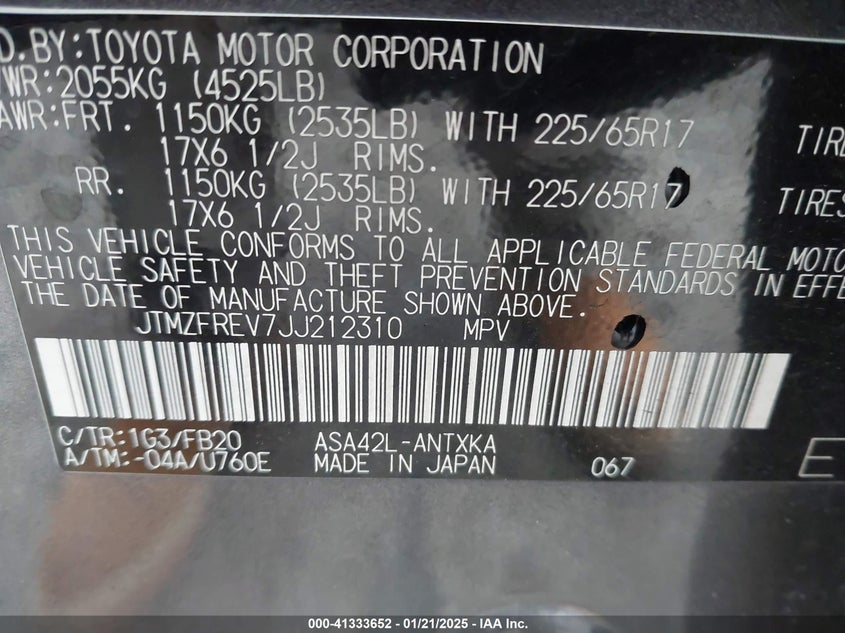 D.BY:TOYOTA MOTOR CORPORATION
VWR:2055KG (4525LB)
AWR:FRT. 1150KG (2535LB) WITH 225/65R17 TIRE
17X6 1/2J RIMS.
RR. 1150KG (2535LB) WITH 225/65R17 TIRES
17X6 1/2J RIMS.
THIS VEHICLE CONFORMS TO ALL APPLICABLE FEDERAL MOTO
VEHICLE SAFETY AND THEFT PREVENTION STANDARDS IN EFFE
THE DATE OF MANUFACTURE SHOWN ABOVE.
JTMZFREV7JJ212310 MPV
C/TR:1G3/FB20 ASA42L-ANTXKA
A/TM:-04A/U760E MADE IN JAPAN 067 E
000-41333652 - 01/21/2025 - IAA Inc.